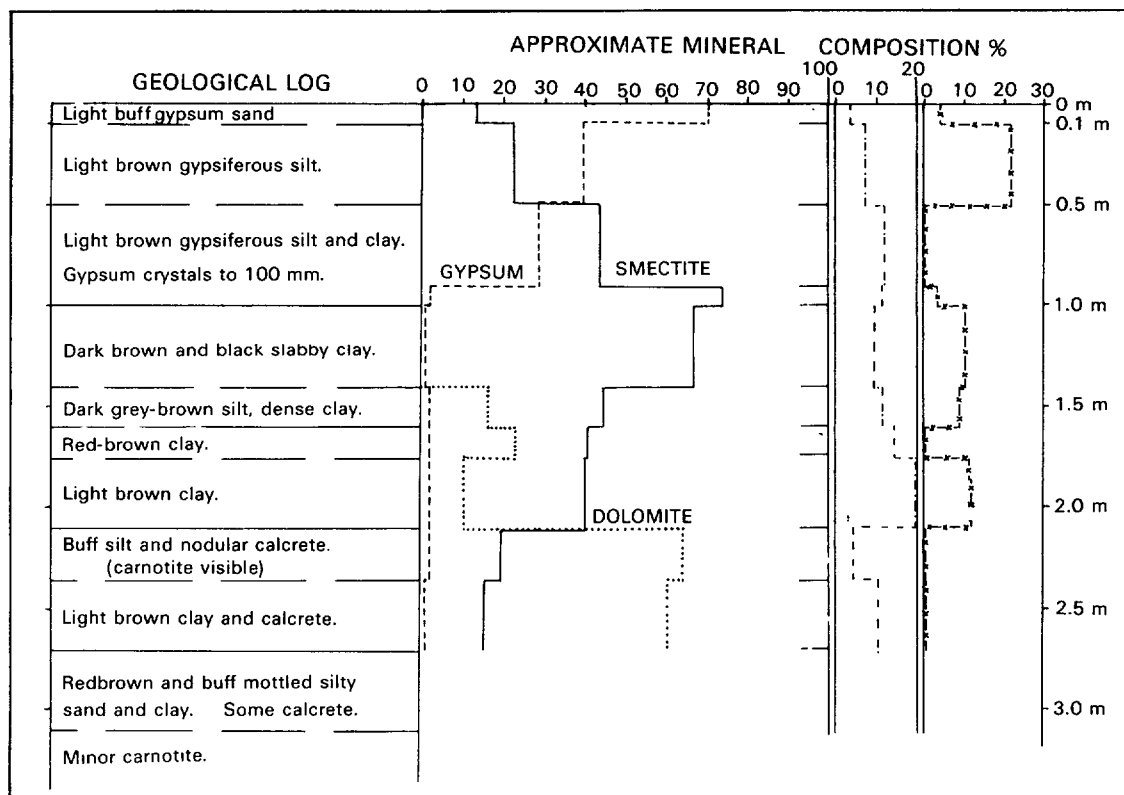 APPROXIMATE MINERAL COMPOSITION %
GEOLOGICAL LOG
0 10 20 30 40 50 60 70 80 90 100
0 10 20
0 10 20 30
Light buff gypsum sand
0 m
0.1 m
Light brown gypsiferous silt.
0.5 m
Light brown gypsiferous silt and clay.
Gypsum crystals to 100 mm.
GYPSUM
SMECTITE
1.0 m
Dark brown and black slabby clay.
Dark grey-brown silt, dense clay.
1.5 m
Red-brown clay.
Light brown clay.
2.0 m
DOLOMITE
Buff silt and nodular calcrete.
(carnotite visible)
Light brown clay and calcrete.
2.5 m
Redbrown and buff mottled silty
sand and clay. Some calcrete.
3.0 m
Minor carnotite.